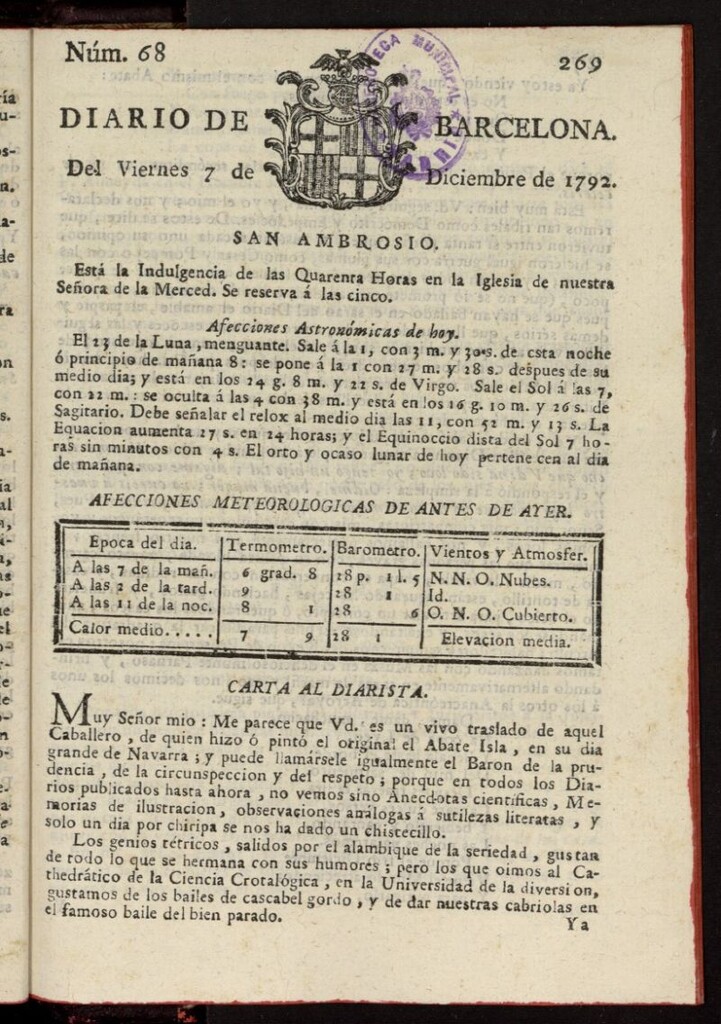 Núm. 68
269
DIARIO DE BARCELONA.
Del Viernes 7 de Diciembre de 1792.
SAN AMBROSIO.
Está la Indulgencia de las Quarenta Horas en la Iglesia de nuestra
Señora de la Merced. Se reserva á las cinco.
Afecciones Astronómicas de hoy.
El 23 de la Luna, menguante. Sale á la 1, con 3 m. y 30 s. de esta noche
ó principio de mañana 8: se pone á la 1 con 27 m. y 28 s. despues de su
medio dia; y está en los 24 g. 8 m. y 22 s. de Virgo. Sale el Sol á las 7,
con 22 m.: se oculta á las 4 con 38 m. y está en los 16 g. 10 m. y 26 s. de
Sagitario. Debe señalar el relox al medio dia las 11, con 52 m. y 13 s. La
Equacion aumenta 27 s. en 24 horas; y el Equinoccio dista del Sol 7 ho-
ras sin minutos con 4 s. El orto y ocaso lunar de hoy pertene cen al dia
de mañana.
AFECCIONES METEOROLOGICAS DE ANTES DE AYER.
Epoca del dia. Termometro. Barometro. Vientos y Atmosfer.
A las 7 de la mañ. 6 grad. 8 28 p. 1 l. 5 N. N. O. Nubes.
A las 2 de la tard. 9 28 1 Id.
A las 11 de la noc. 8 1 28 6 O. N. O. Cubierto.
Calor medio..... 7 9 28 1 Elevacion media.
CARTA AL DIARISTA.
Muy Señor mio: Me parece que Vd. es un vivo traslado de aquel
Caballero, de quien hizo ó pintó el original el Abate Isla, en su dia
grande de Navarra; y puede llamársele igualmente el Baron de la pru-
dencia, de la circunspeccion y del respeto; porque en todos los Dia-
rios publicados hasta ahora, no vemos sino Anecdotas cientificas, Me-
morias de ilustracion, observaciones análogas á sutilezas literatas, y
solo un dia por chiripa se nos ha dado un chistecillo.
Los genios tétricos, salidos por el alambique de la seriedad, gustan
de todo lo que se hermana con sus humores; pero los que oimos al Ca-
thedrático de la Ciencia Crotalógica, en la Universidad de la diversion,
gustamos de los bailes de cascabel gordo, y de dar nuestras cabriolas en
el famoso baile del bien parado.
Ya